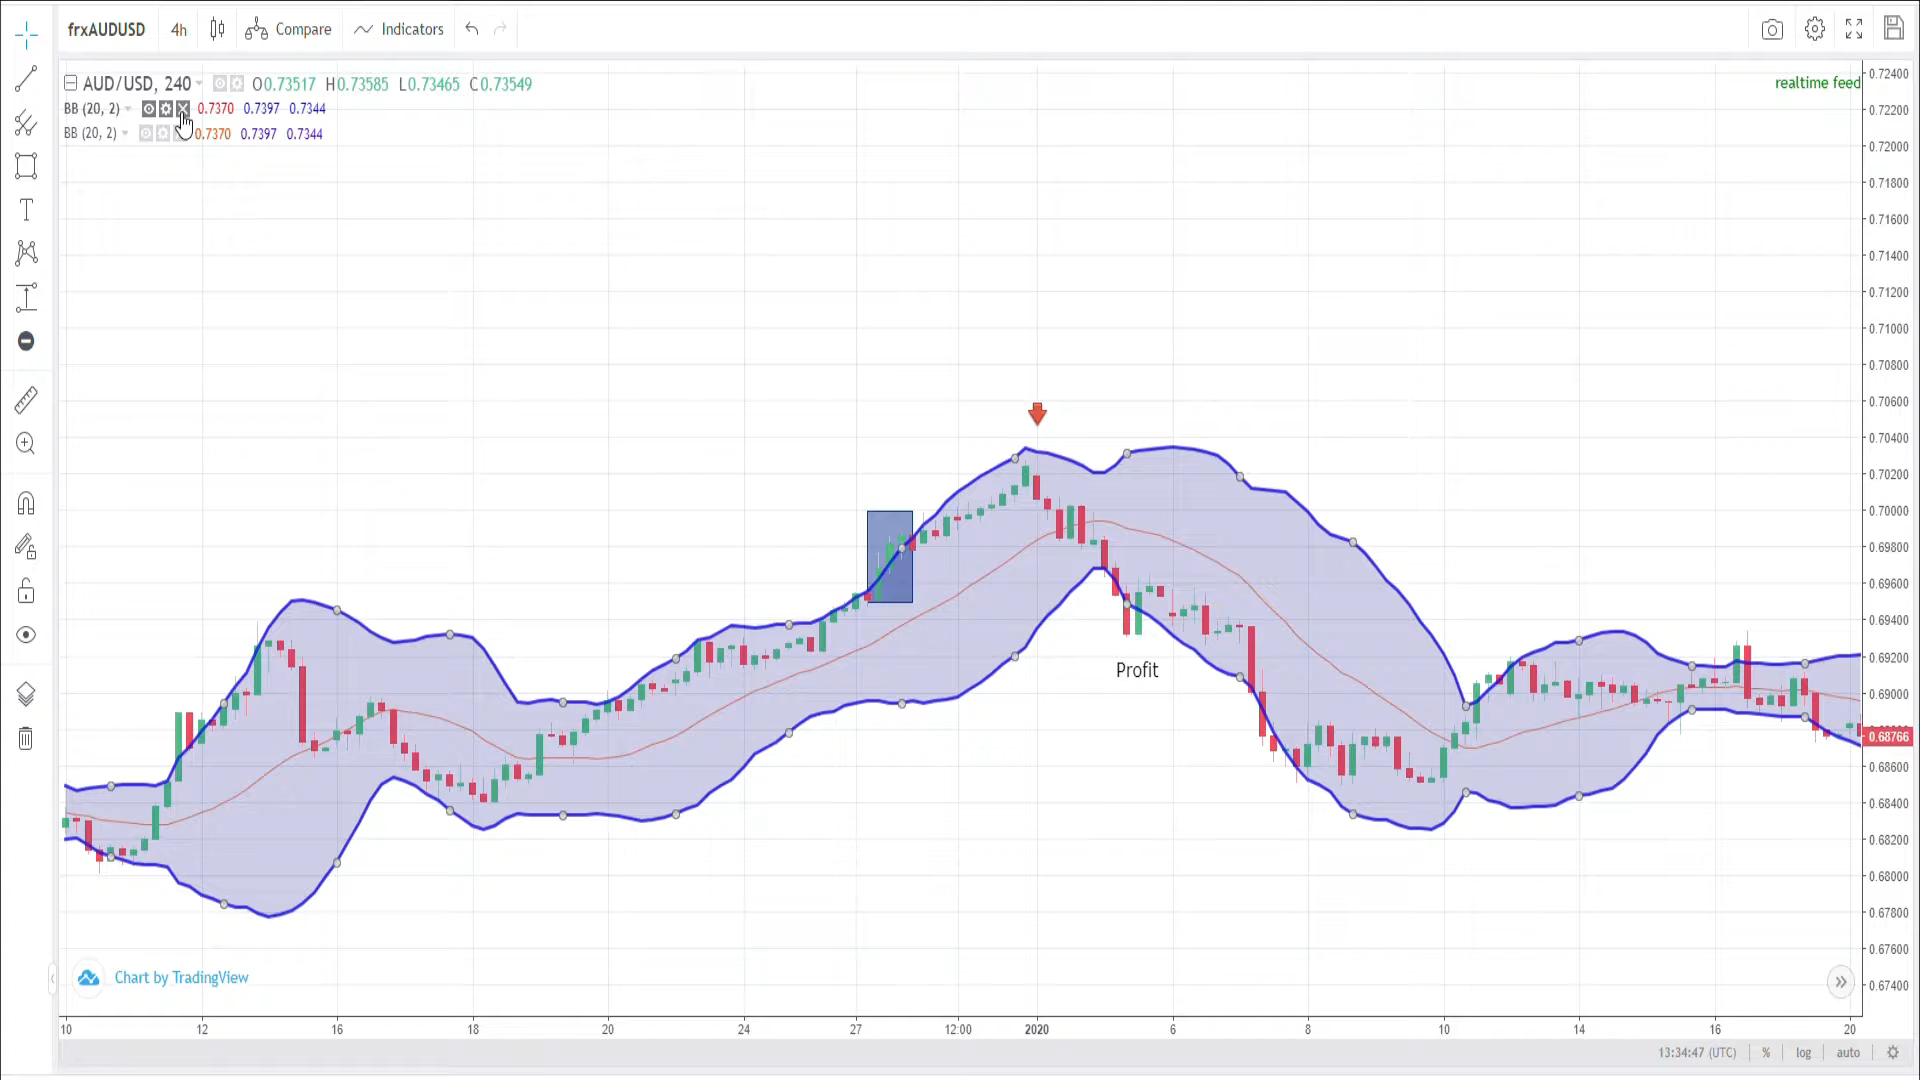 frxAUDUSD 4h Compare Indicators
AUD/USD, 240 O0.73517 H0.73585 L0.73465 C0.73549
realtime feed
BB (20, 2) 0.7370 0.7397 0.7344
BB (20, 2) 0.7370 0.7397 0.7344
0.72400
0.72200
0.72000
0.71800
0.71600
0.71400
0.71200
0.71000
0.70800
0.70600
0.70400
0.70200
0.70000
0.69800
0.69600
0.69400
0.69200
0.69000
0.68766
0.68600
0.68400
0.68200
0.68000
0.67800
0.67600
0.67400
Profit
Chart by TradingView
10 12 16 18 20 24 27 12:00 2020 6 8 10 14 16 20
13:34:47 (UTC) % log auto